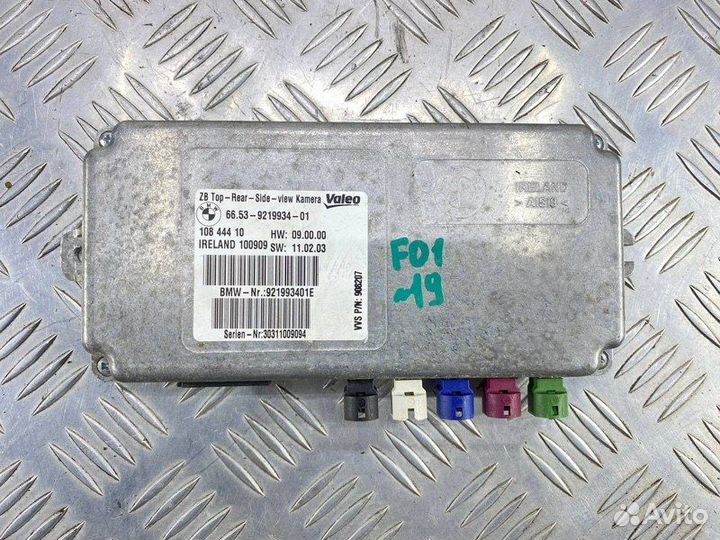 ZB Top-Rear-Side-view Kamera Valeo
BMW 66.53-9219934-01
108 444 10 HW: 09.00.00
IRELAND 100909 SW: 11.02.03
BMW-Nr.:921993401E
Serien-Nr:30311009094
VVS P/N: 908207
IRELAND
F01
-19
Avito